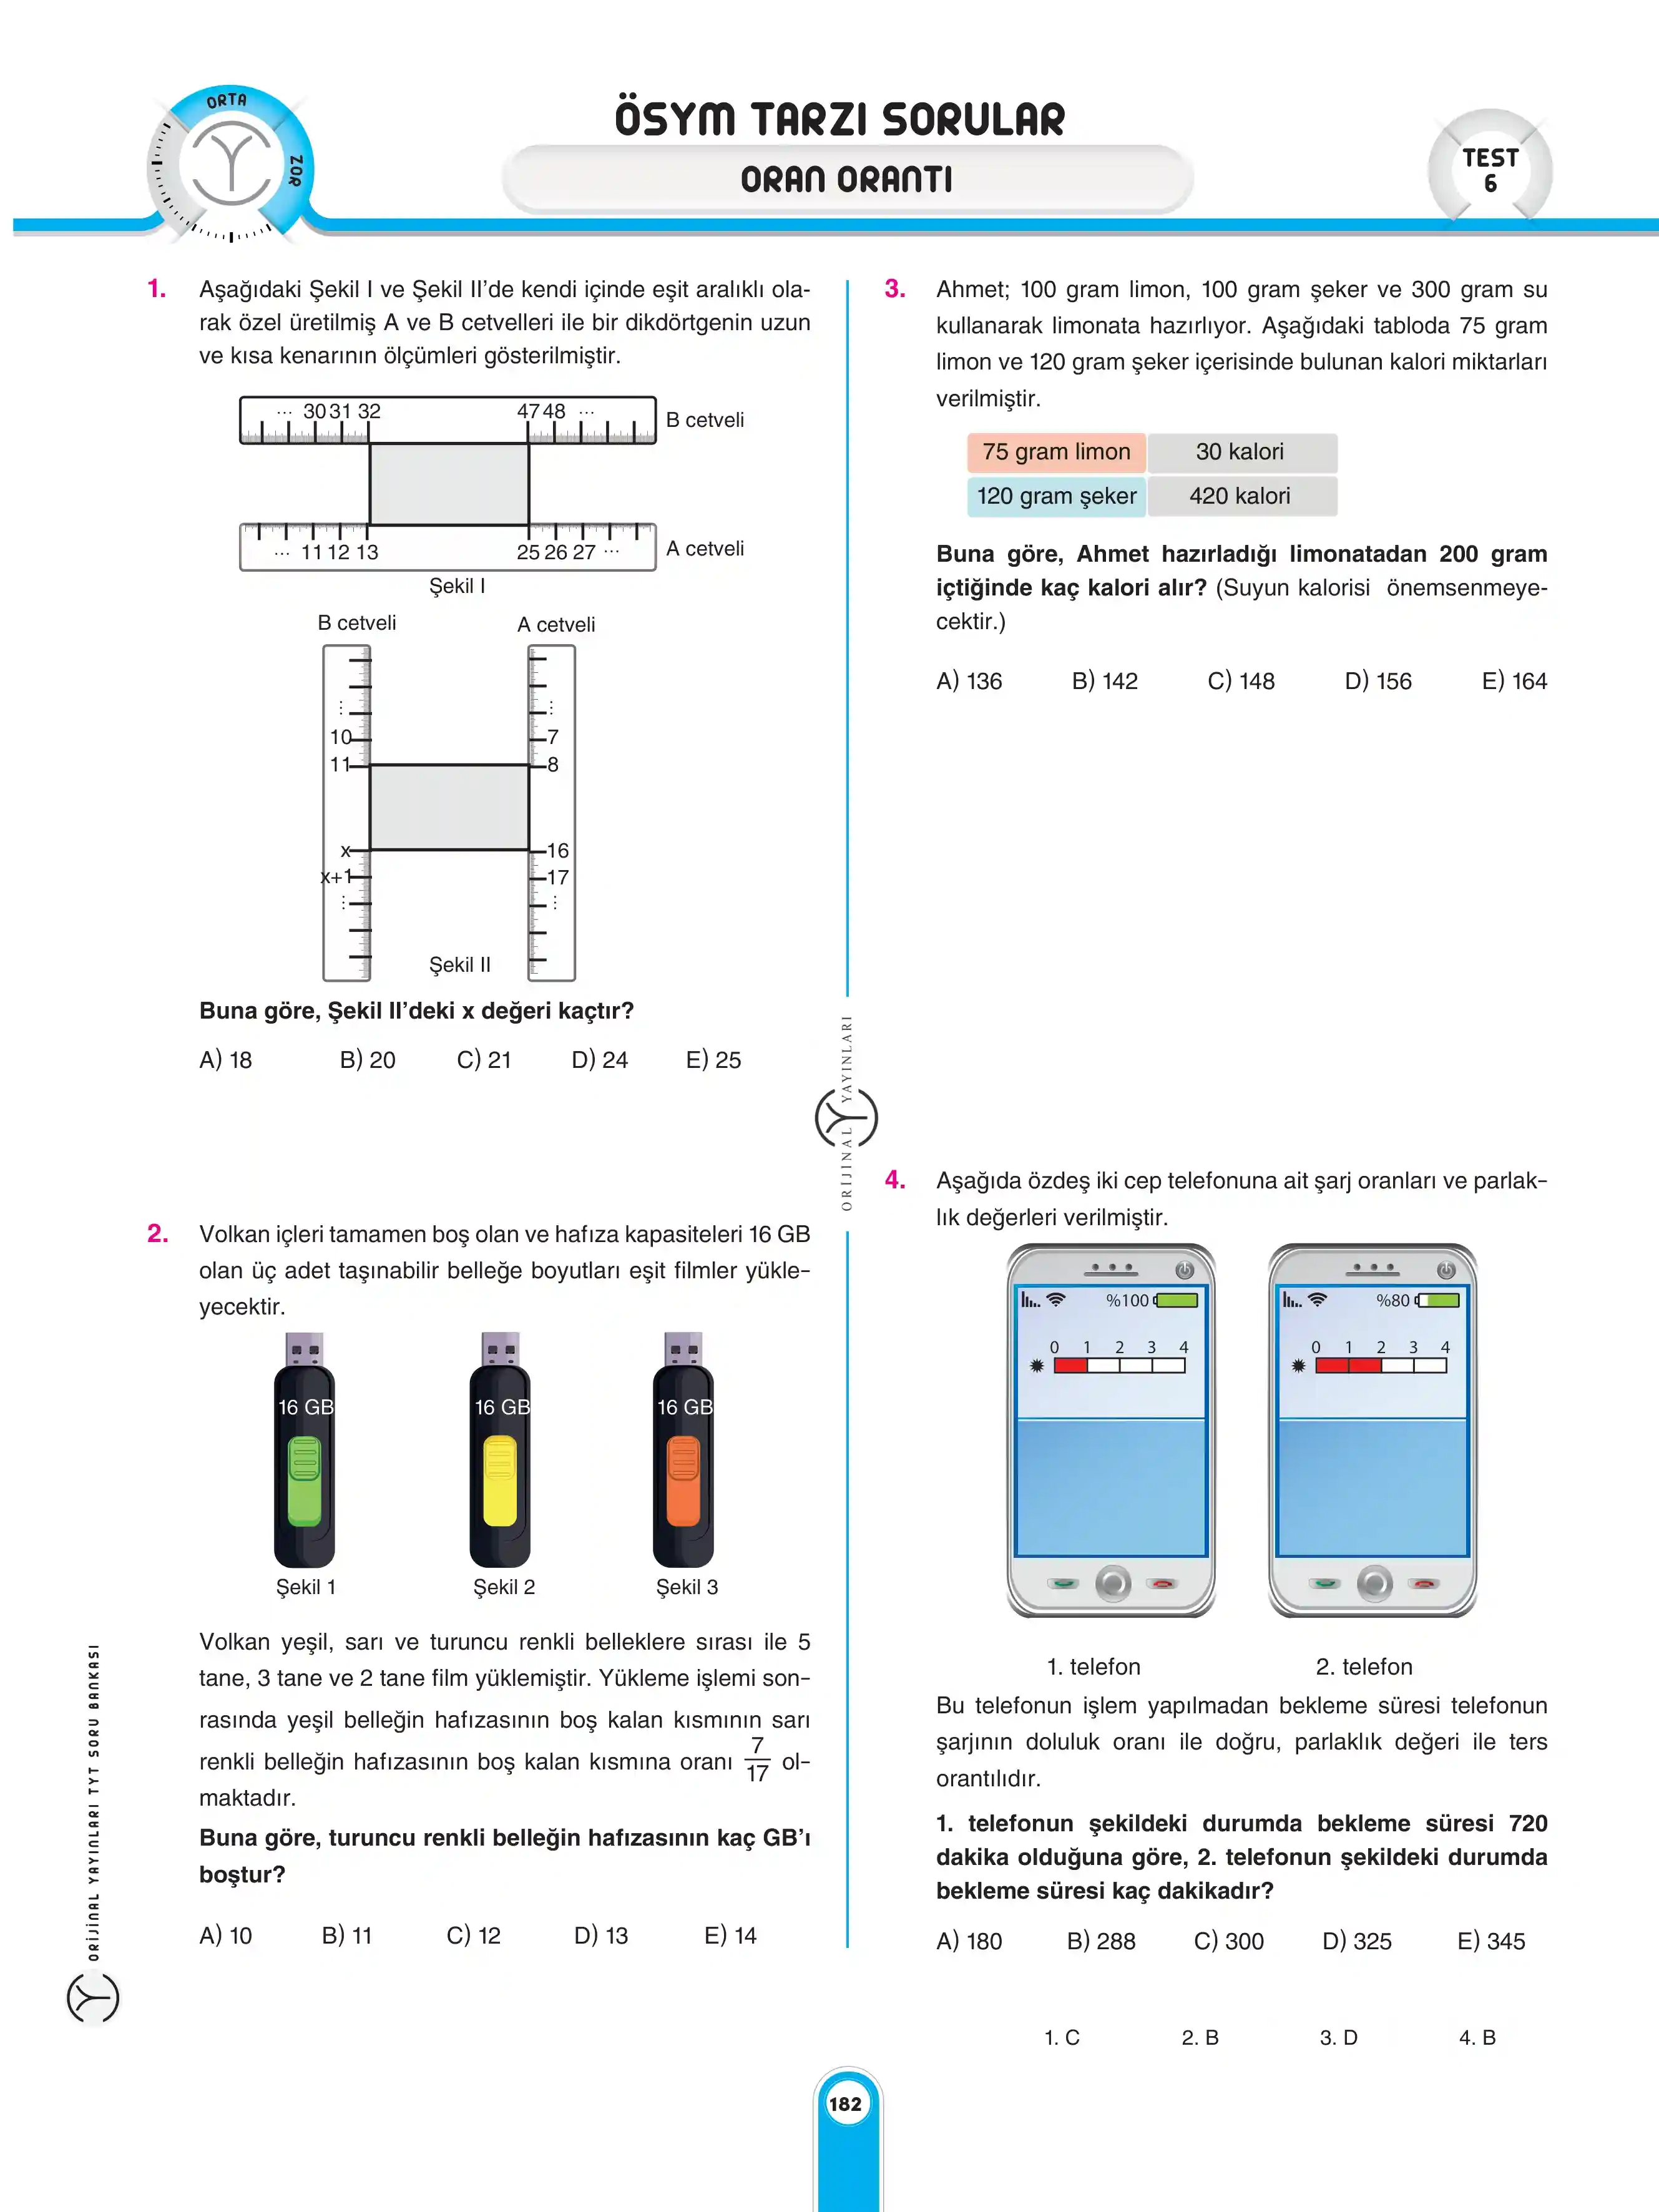 ORTA
ZOR
ÖSYM TARZI SORULAR
ORAN ORANTI
TEST
6
1. Aşağıdaki Şekil I ve Şekil II’de kendi içinde eşit aralıklı ola-
rak özel üretilmiş A ve B cetvelleri ile bir dikdörtgenin uzun
ve kısa kenarının ölçümleri gösterilmiştir.
... 30 31 32 47 48 ...
B cetveli
... 11 12 13 25 26 27 ...
A cetveli
Şekil I
B cetveli A cetveli
10 7
11 8
x 16
x+1 17
Şekil II
Buna göre, Şekil II’deki x değeri kaçtır?
A) 18 B) 20 C) 21 D) 24 E) 25
2. Volkan içleri tamamen boş olan ve hafıza kapasiteleri 16 GB
olan üç adet taşınabilir belleğe boyutları eşit filmler yükle-
yecektir.
16 GB 16 GB 16 GB
Şekil 1 Şekil 2 Şekil 3
Volkan yeşil, sarı ve turuncu renkli belleklere sırası ile 5
tane, 3 tane ve 2 tane film yüklemiştir. Yükleme işlemi son-
rasında yeşil belleğin hafızasının boş kalan kısmının sarı
renkli belleğin hafızasının boş kalan kısmına oranı 7/17 ol-
maktadır.
Buna göre, turuncu renkli belleğin hafızasının kaç GB’ı
boştur?
A) 10 B) 11 C) 12 D) 13 E) 14
ORİJİNAL YAYINLARI
3. Ahmet; 100 gram limon, 100 gram şeker ve 300 gram su
kullanarak limonata hazırlıyor. Aşağıdaki tabloda 75 gram
limon ve 120 gram şeker içerisinde bulunan kalori miktarları
verilmiştir.
75 gram limon 30 kalori
120 gram şeker 420 kalori
Buna göre, Ahmet hazırladığı limonatadan 200 gram
içtiğinde kaç kalori alır? (Suyun kalorisi önemsenmeye-
cektir.)
A) 136 B) 142 C) 148 D) 156 E) 164
4. Aşağıda özdeş iki cep telefonuna ait şarj oranları ve parlak-
lık değerleri verilmiştir.
%100 %80
0 1 2 3 4 0 1 2 3 4
1. telefon 2. telefon
Bu telefonun işlem yapılmadan bekleme süresi telefonun
şarjının doluluk oranı ile doğru, parlaklık değeri ile ters
orantılıdır.
1. telefonun şekildeki durumda bekleme süresi 720
dakika olduğuna göre, 2. telefonun şekildeki durumda
bekleme süresi kaç dakikadır?
A) 180 B) 288 C) 300 D) 325 E) 345
ORİJİNAL YAYINLARI TYT SORU BANKASI
1. C 2. B 3. D 4. B
182